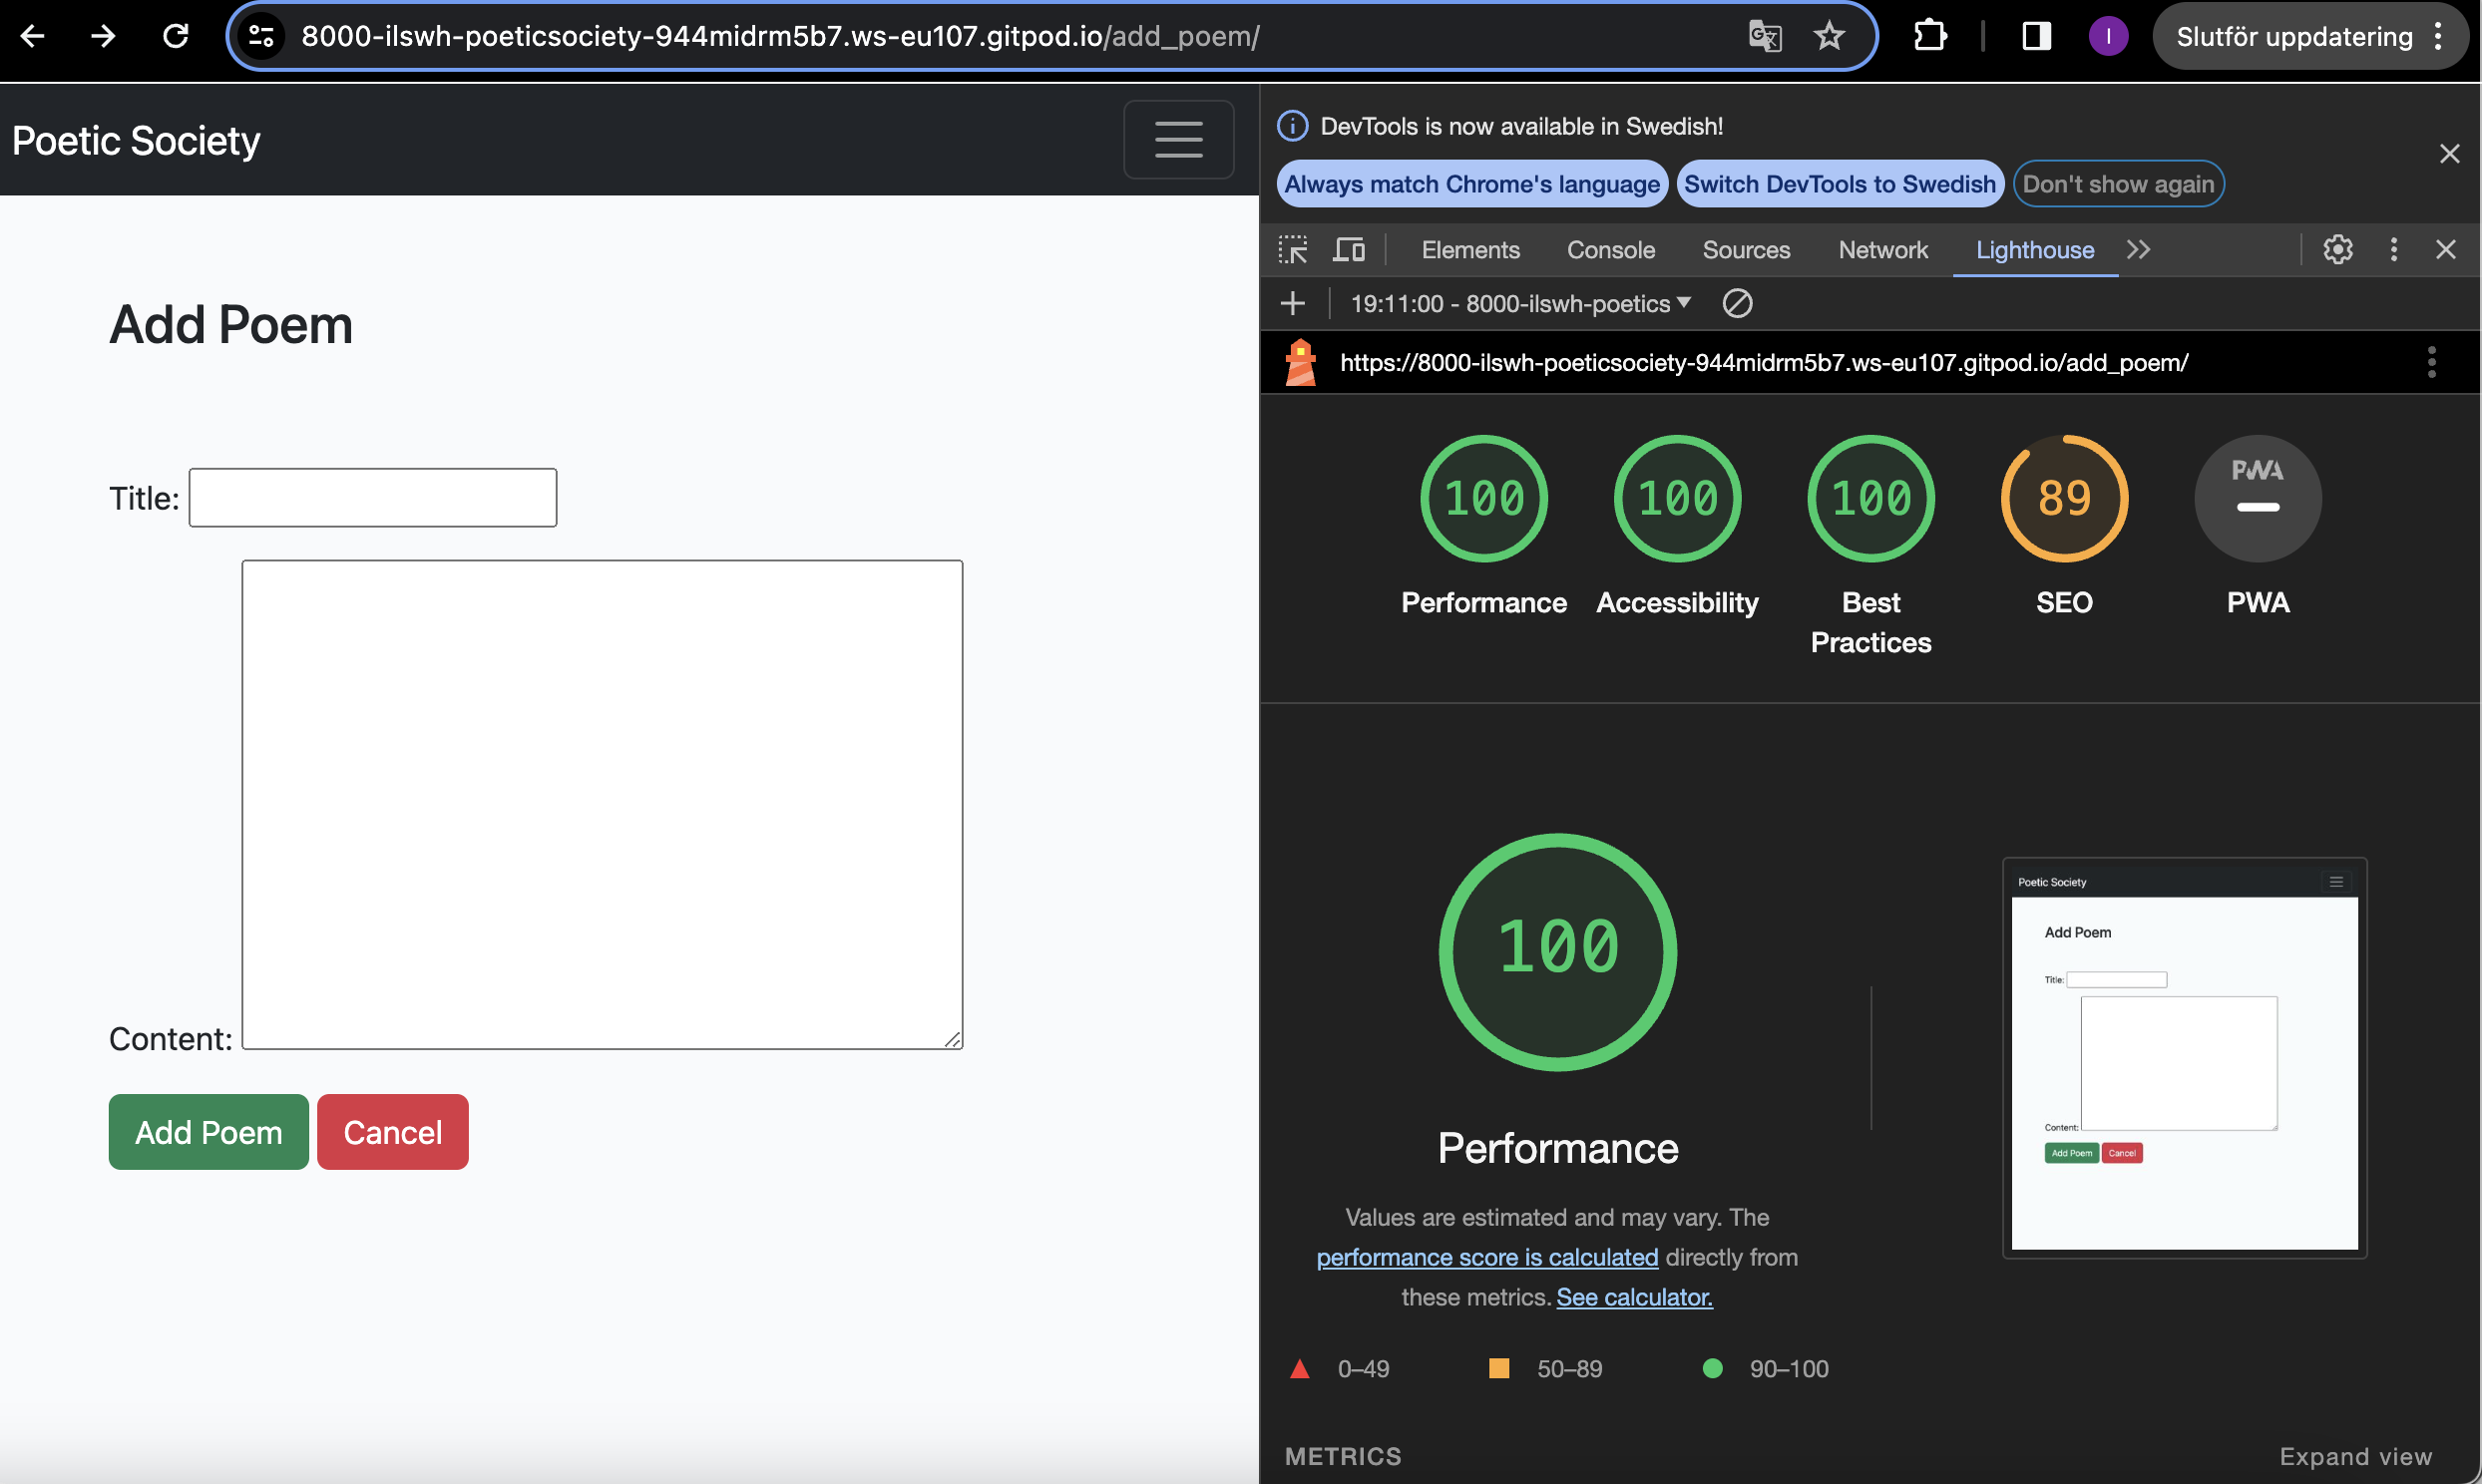 8000-ilswh-poeticsociety-944midrm5b7.ws-eu107.gitpod.io/add_poem/
I
Slutför uppdatering
Poetic Society
Add Poem
Title:
Content:
Add Poem Cancel
DevTools is now available in Swedish!
Always match Chrome's language Switch DevTools to Swedish Don't show again
Elements Console Sources Network Lighthouse
19:11:00 - 8000-ilswh-poetics
https://8000-ilswh-poeticsociety-944midrm5b7.ws-eu107.gitpod.io/add_poem/
100 100 100 89 PWA
Performance Accessibility Best Practices SEO PWA
100
Performance
Values are estimated and may vary. The
performance score is calculated directly from
these metrics. See calculator.
0–49 50–89 90–100
Poetic Society
Add Poem
Title:
Content:
Add Poem Cancel
METRICS
Expand view